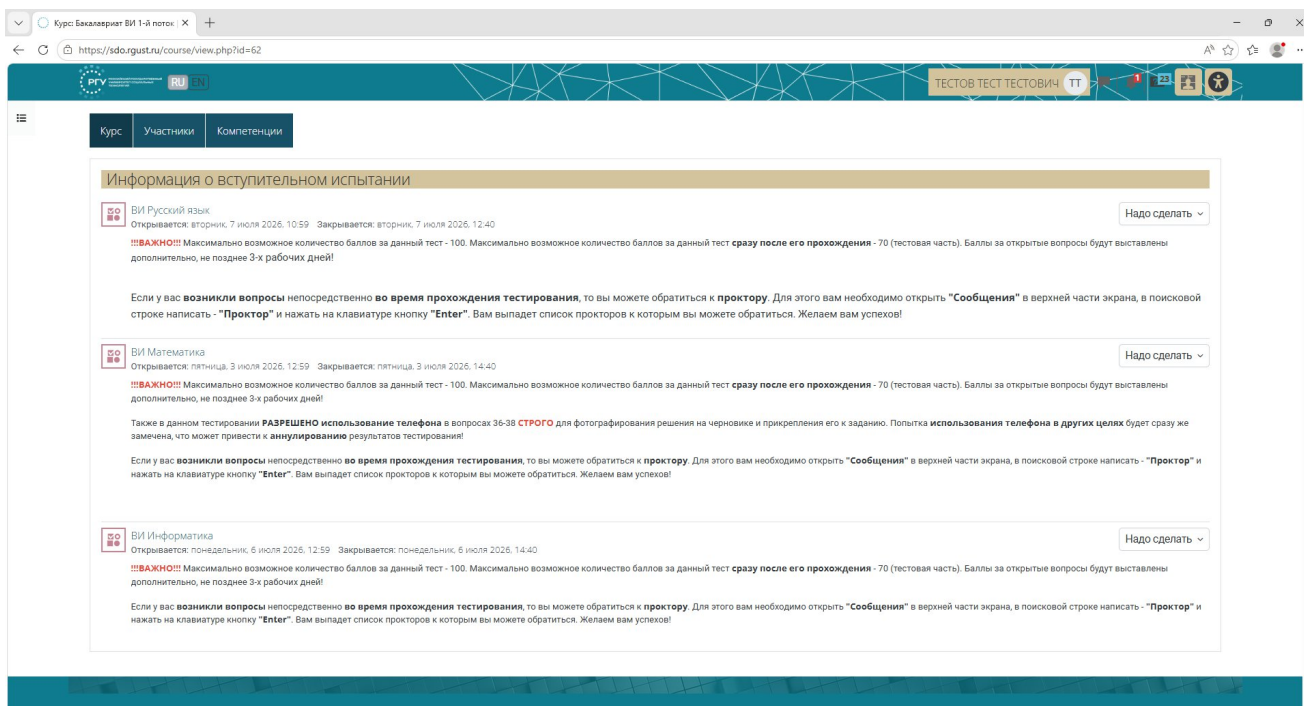 Курс: Бакалавриат ВИ 1-й поток |
https://sdo.rgust.ru/course/view.php?id=62
РГУ
RU EN
ТЕСТОВ ТЕСТ ТЕСТОВИЧ ТТ
1
23
Курс Участники Компетенции
Информация о вступительном испытании
ВИ Русский язык
Надо сделать
Открывается: вторник, 7 июля 2026, 10:59 Закрывается: вторник, 7 июля 2026, 12:40
!!!ВАЖНО!!! Максимально возможное количество баллов за данный тест - 100. Максимально возможное количество баллов за данный тест сразу после его прохождения - 70 (тестовая часть). Баллы за открытые вопросы будут выставлены
дополнительно, не позднее 3-х рабочих дней!
Если у вас возникли вопросы непосредственно во время прохождения тестирования, то вы можете обратиться к проктору. Для этого вам необходимо открыть "Сообщения" в верхней части экрана, в поисковой
строке написать - "Проктор" и нажать на клавиатуре кнопку "Enter". Вам выпадет список прокторов к которым вы можете обратиться. Желаем вам успехов!
ВИ Математика
Надо сделать
Открывается: пятница, 3 июля 2026, 12:59 Закрывается: пятница, 3 июля 2026, 14:40
!!!ВАЖНО!!! Максимально возможное количество баллов за данный тест - 100. Максимально возможное количество баллов за данный тест сразу после его прохождения - 70 (тестовая часть). Баллы за открытые вопросы будут выставлены
дополнительно, не позднее 3-х рабочих дней!
Также в данном тестировании РАЗРЕШЕНО использование телефона в вопросах 36-38 СТРОГО для фотографирования решения на черновике и прикрепления его к заданию. Попытка использования телефона в других целях будет сразу же
замечена, что может привести к аннулированию результатов тестирования!
Если у вас возникли вопросы непосредственно во время прохождения тестирования, то вы можете обратиться к проктору. Для этого вам необходимо открыть "Сообщения" в верхней части экрана, в поисковой строке написать - "Проктор" и
нажать на клавиатуре кнопку "Enter". Вам выпадет список прокторов к которым вы можете обратиться. Желаем вам успехов!
ВИ Информатика
Надо сделать
Открывается: понедельник, 6 июля 2026, 12:59 Закрывается: понедельник, 6 июля 2026, 14:40
!!!ВАЖНО!!! Максимально возможное количество баллов за данный тест - 100. Максимально возможное количество баллов за данный тест сразу после его прохождения - 70 (тестовая часть). Баллы за открытые вопросы будут выставлены
дополнительно, не позднее 3-х рабочих дней!
Если у вас возникли вопросы непосредственно во время прохождения тестирования, то вы можете обратиться к проктору. Для этого вам необходимо открыть "Сообщения" в верхней части экрана, в поисковой строке написать - "Проктор" и
нажать на клавиатуре кнопку "Enter". Вам выпадет список прокторов к которым вы можете обратиться. Желаем вам успехов!